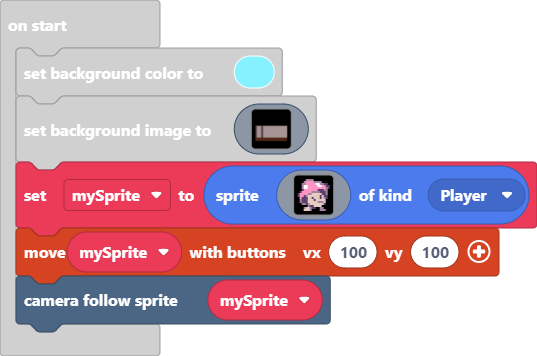 on start
set background color to
set background image to
set mySprite to sprite of kind Player
move mySprite with buttons vx 100 vy 100
camera follow sprite mySprite